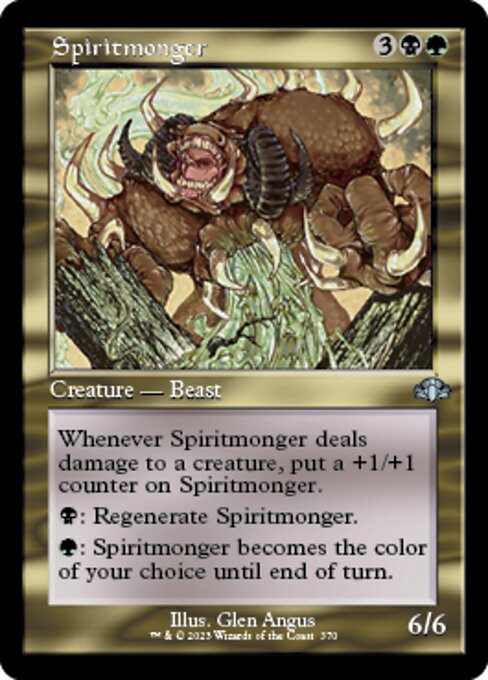 Spiritmonger 3
Creature — Beast
Whenever Spiritmonger deals
damage to a creature, put a +1/+1
counter on Spiritmonger.
: Regenerate Spiritmonger.
: Spiritmonger becomes the color
of your choice until end of turn.
Illus. Glen Angus
6/6
™ & © 2023 Wizards of the Coast 370